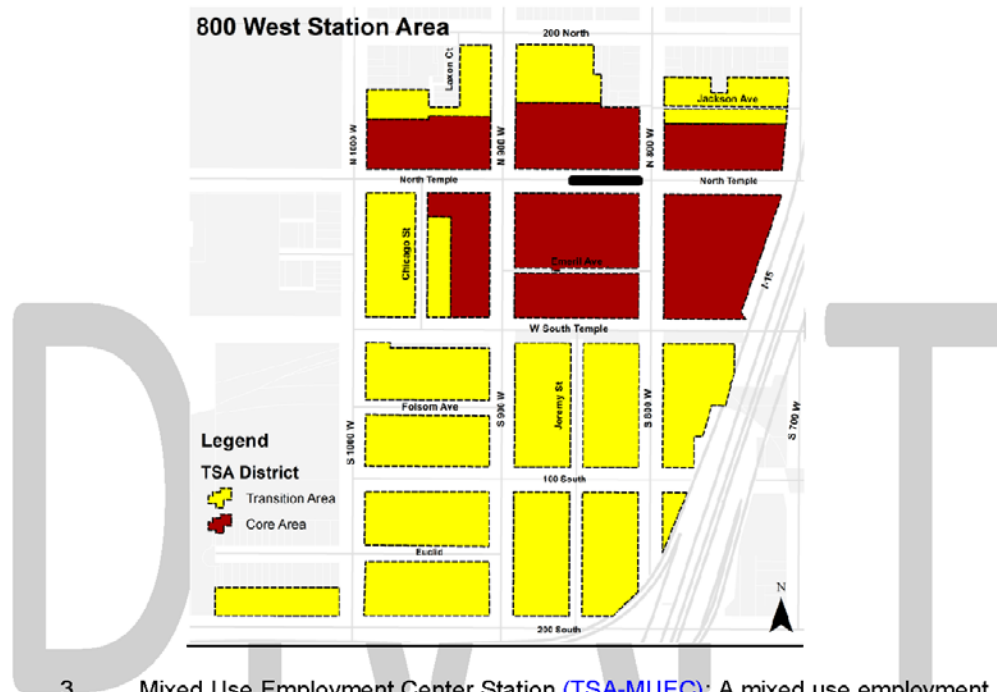 800 West Station Area
200 North
Laxon Ct
Jackson Ave
N 1000 W
N 900 W
N 800 W
North Temple
North Temple
Chicago St
Emeril Ave
I-15
W South Temple
Jeremy St
Folsom Ave
S 1000 W
S 900 W
S 800 W
S 700 W
Legend
TSA District
Transition Area
Core Area
100 South
Euclid
N
200 South
3. Mixed Use Employment Center Station (TSA-MUEC): A mixed use employment